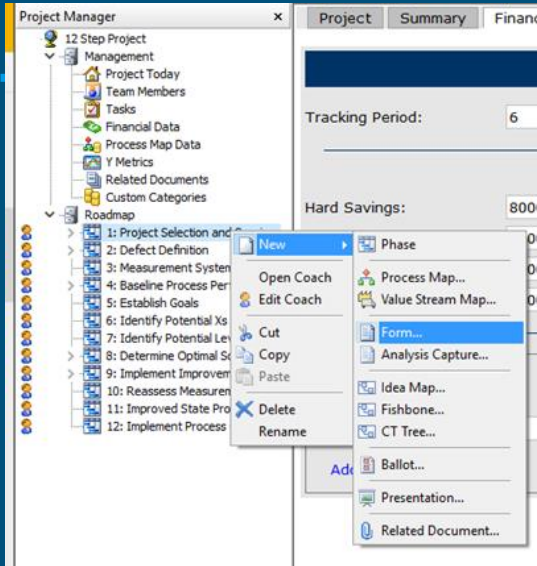 Project Manager
12 Step Project
Management
Project Today
Team Members
Tasks
Financial Data
Process Map Data
Y Metrics
Related Documents
Custom Categories
Roadmap
1: Project Selection and
2: Defect Definition
3: Measurement System
4: Baseline Process Per
5: Establish Goals
6: Identify Potential Xs
7: Identify Potential Lev
8: Determine Optimal So
9: Implement Improvem
10: Reassess Measurem
11: Improved State Pro
12: Implement Process
New
Open Coach
Edit Coach
Cut
Copy
Paste
Delete
Rename
Phase
Process Map...
Value Stream Map...
Form...
Analysis Capture...
Idea Map...
Fishbone...
CT Tree...
Ballot...
Presentation...
Related Document...
Project Summary Financ
Tracking Period: 6
Hard Savings: 8000
Ad